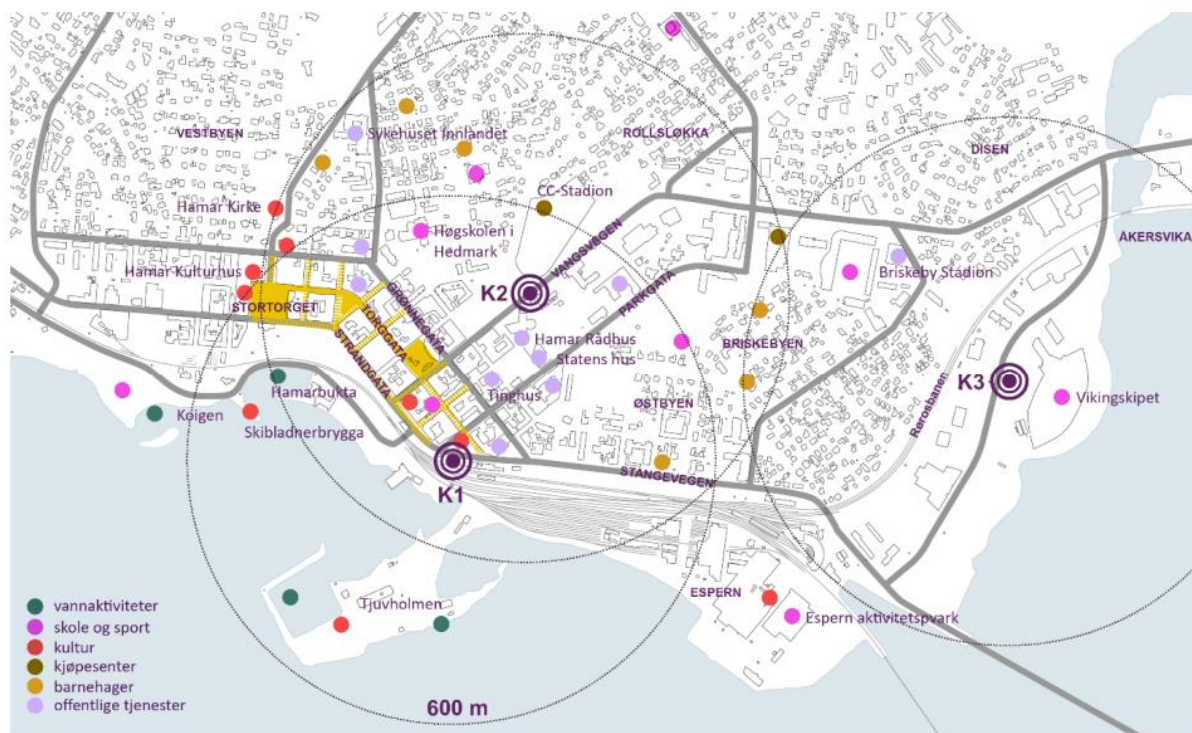 VESTBYEN
Sykehuset Innlandet
ROLLSLØKKA
DISEN
CC-Stadion
Hamar Kirke
Høgskolen i
Hedmark
ÅKERSVIKA
VANGSVEGEN
Hamar Kulturhus
Briskeby Stadion
GRØNNEGATA
K2
PARKGATA
STORTORGET
TORGGATA
STRANDGATA
Hamar Rådhus
BRISKEBYEN
Statens hus
K3
Rørosbanen
Hamarbukta
Tinghus
Vikingskipet
ØSTBYEN
Koigen
Skibladnerbrygga
STANGEVEGEN
K1
ESPERN
Tjuvholmen
Espern aktivitetspvark
vannaktiviteter
skole og sport
kultur
kjøpesenter
barnehager
offentlige tjenester
600 m